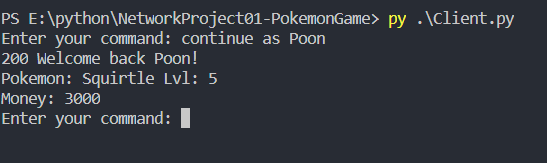 PS E:\python\NetworkProject01-PokemonGame> py .\Client.py
Enter your command: continue as Poon
200 Welcome back Poon!
Pokemon: Squirtle Lvl: 5
Money: 3000
Enter your command: